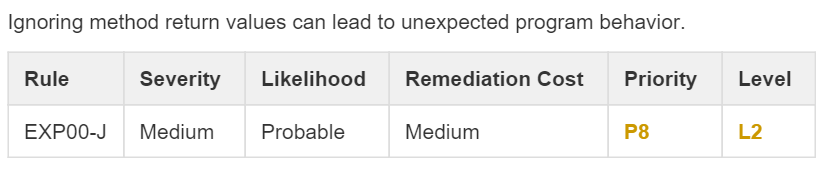 Ignoring method return values can lead to unexpected program behavior.
Rule Severity Likelihood Remediation Cost Priority Level
EXP00-J Medium Probable Medium P8 L2